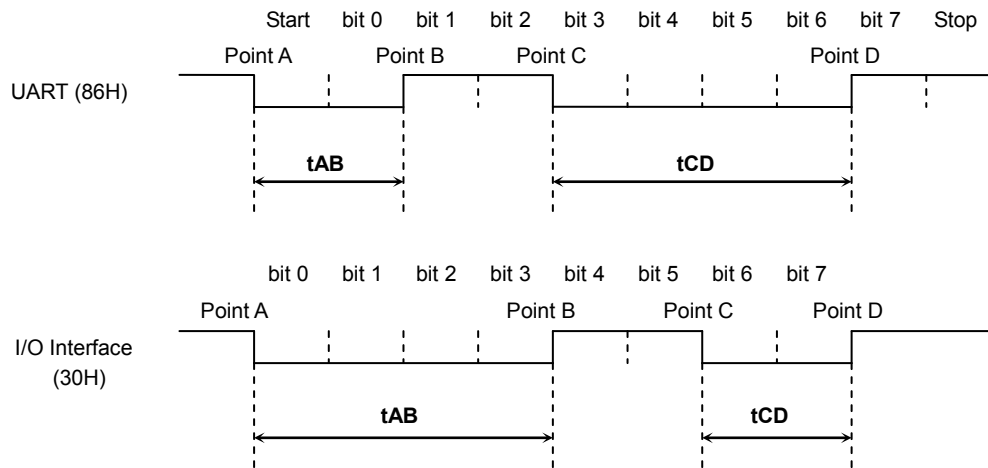 Start bit 0 bit 1 bit 2 bit 3 bit 4 bit 5 bit 6 bit 7 Stop
Point A Point B Point C Point D
UART (86H)
tAB tCD
bit 0 bit 1 bit 2 bit 3 bit 4 bit 5 bit 6 bit 7
Point A Point B Point C Point D
I/O Interface
(30H)
tAB tCD